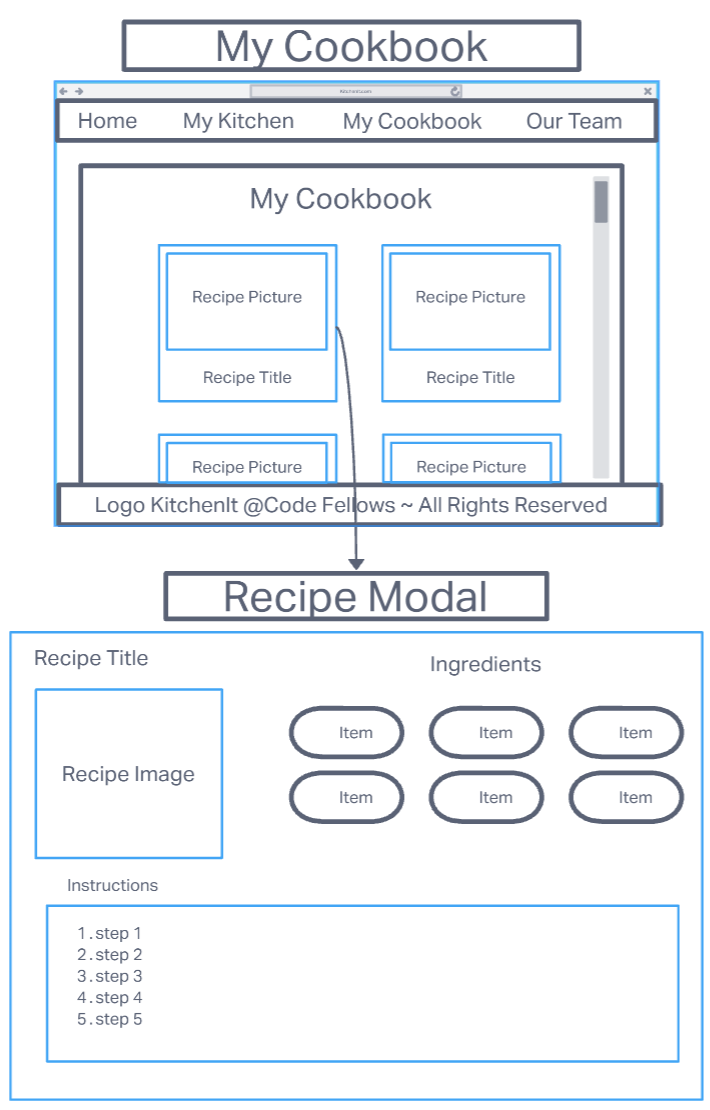 My Cookbook
Home My Kitchen My Cookbook Our Team
My Cookbook
Recipe Picture Recipe Picture
Recipe Title Recipe Title
Recipe Picture Recipe Picture
Logo KitchenIt @Code Fellows ~ All Rights Reserved
Recipe Modal
Recipe Title
Ingredients
Recipe Image
Item Item Item
Item Item Item
Instructions
1. step 1
2. step 2
3. step 3
4. step 4
5. step 5